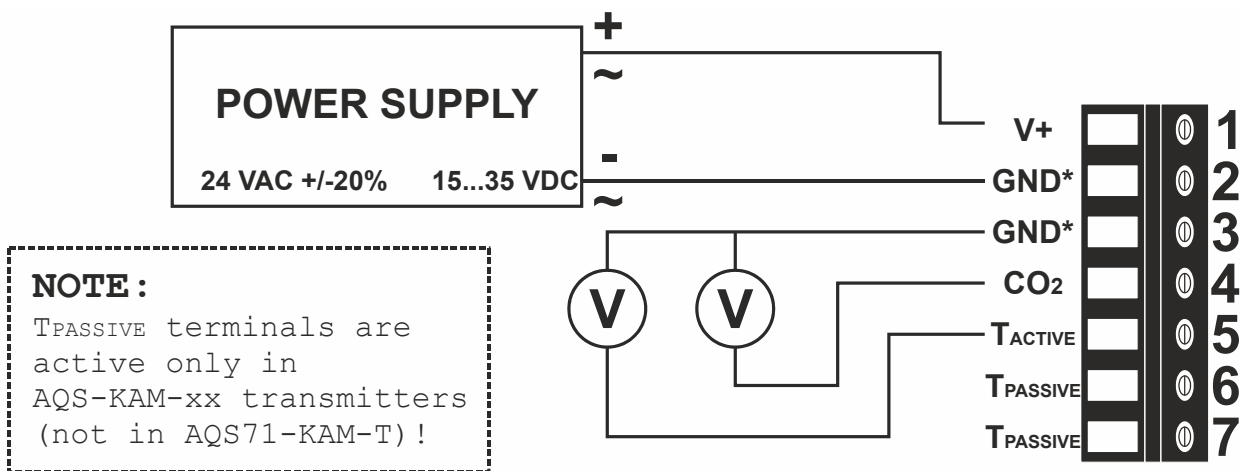 +
~
POWER SUPPLY
24 VAC +/-20% 15...35 VDC
-
~
V+ 1
GND* 2
GND* 3
CO2 4
TACTIVE 5
TPASSIVE 6
TPASSIVE 7
V V
NOTE:
TPASSIVE terminals are
active only in
AQS-KAM-xx transmitters
(not in AQS71-KAM-T)!